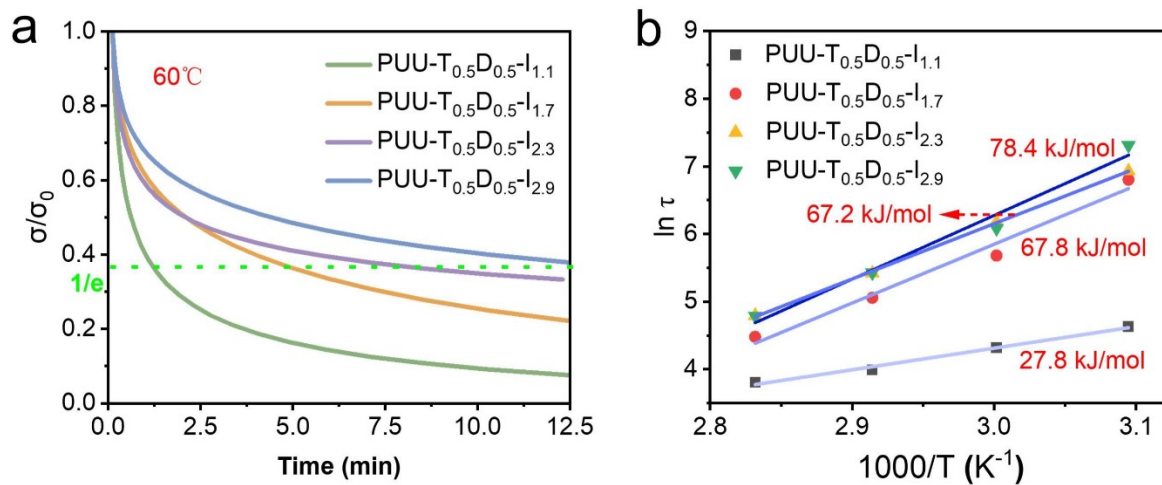 a
60℃
PUU-T0.5D0.5-I1.1
PUU-T0.5D0.5-I1.7
PUU-T0.5D0.5-I2.3
PUU-T0.5D0.5-I2.9
σ/σ0
1.0
0.8
0.6
0.4
1/e
0.2
0.0
0.0
2.5
5.0
7.5
10.0
12.5
Time (min)
b
PUU-T0.5D0.5-I1.1
PUU-T0.5D0.5-I1.7
PUU-T0.5D0.5-I2.3
PUU-T0.5D0.5-I2.9
ln τ
9
8
7
6
5
4
78.4 kJ/mol
67.2 kJ/mol
67.8 kJ/mol
27.8 kJ/mol
2.8
2.9
3.0
3.1
1000/T (K-1)